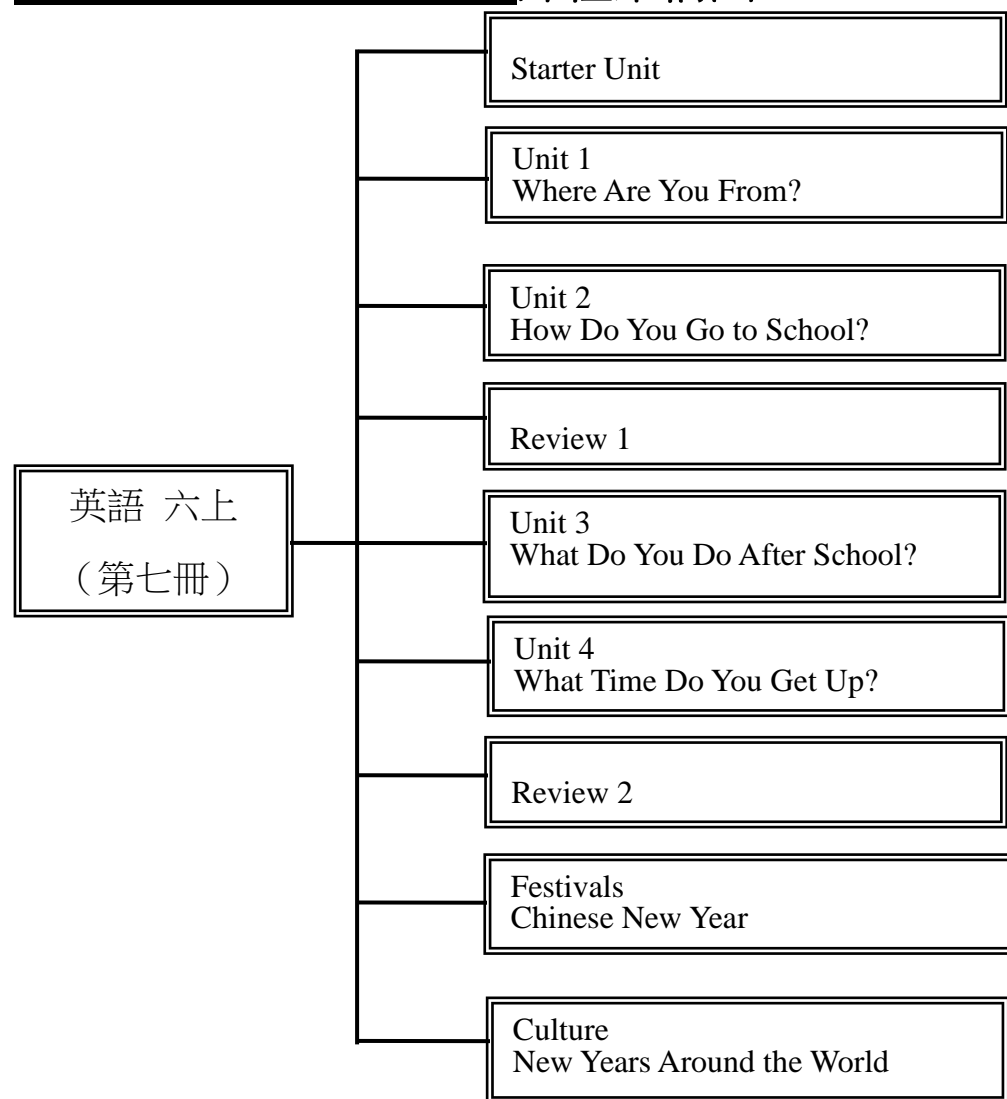 Starter Unit
Unit 1
Where Are You From?
Unit 2
How Do You Go to School?
Review 1
英語 六上
（第七冊）
Unit 3
What Do You Do After School?
Unit 4
What Time Do You Get Up?
Review 2
Festivals
Chinese New Year
Culture
New Years Around the World